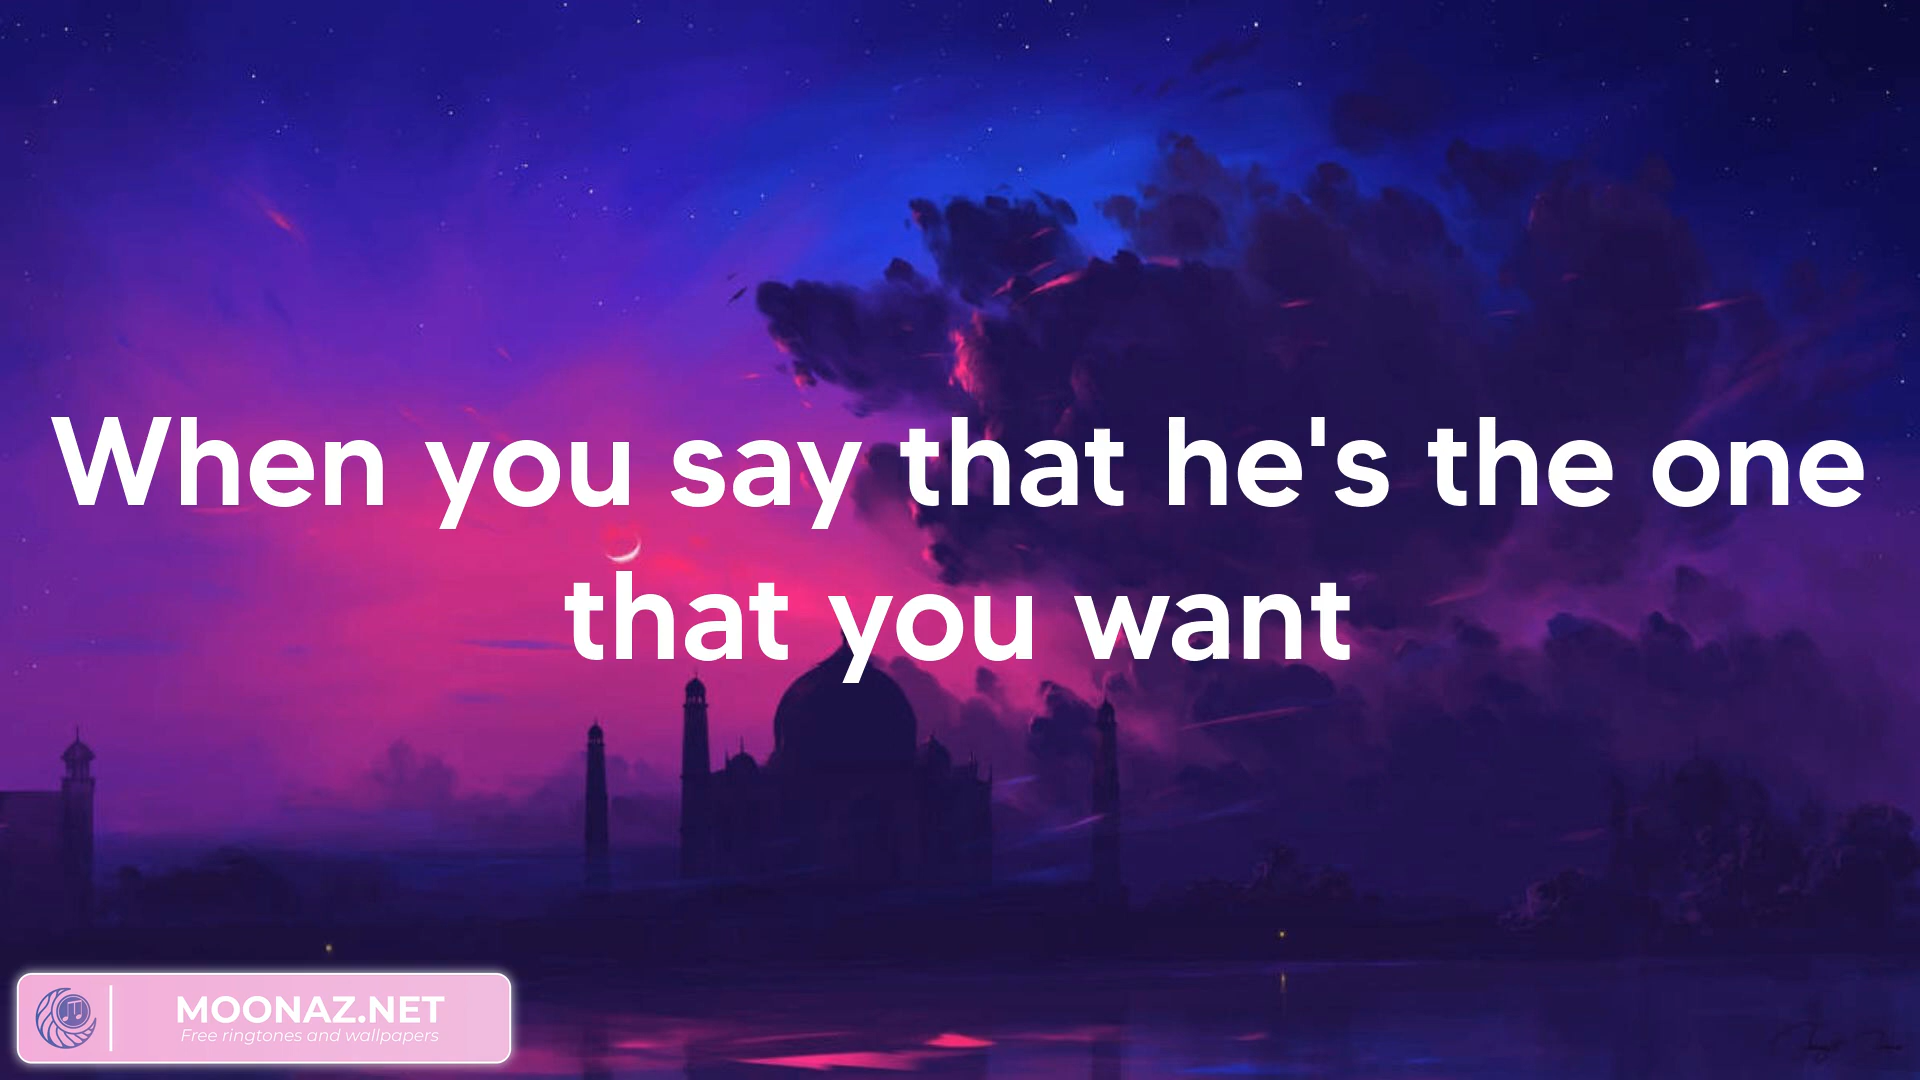 When you say that he's the one
that you want
MOONAZ.NET
Free ringtones and wallpapers